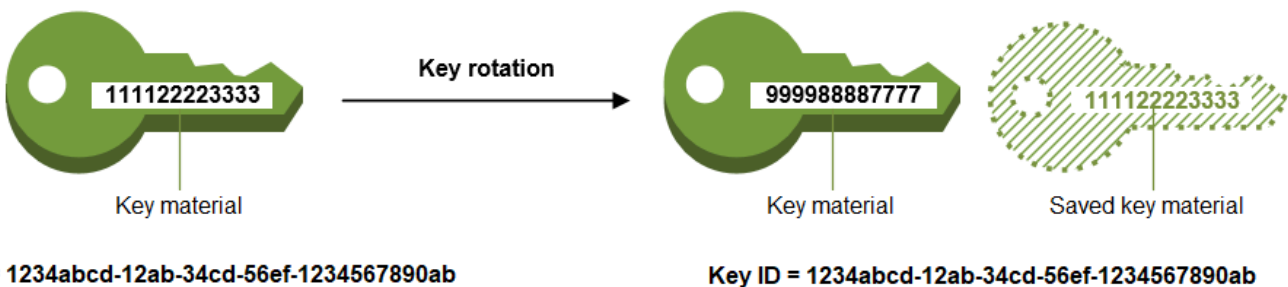 Key rotation
111122223333
999988887777
111122223333
Key material
Key material
Saved key material
1234abcd-12ab-34cd-56ef-1234567890ab
Key ID = 1234abcd-12ab-34cd-56ef-1234567890ab